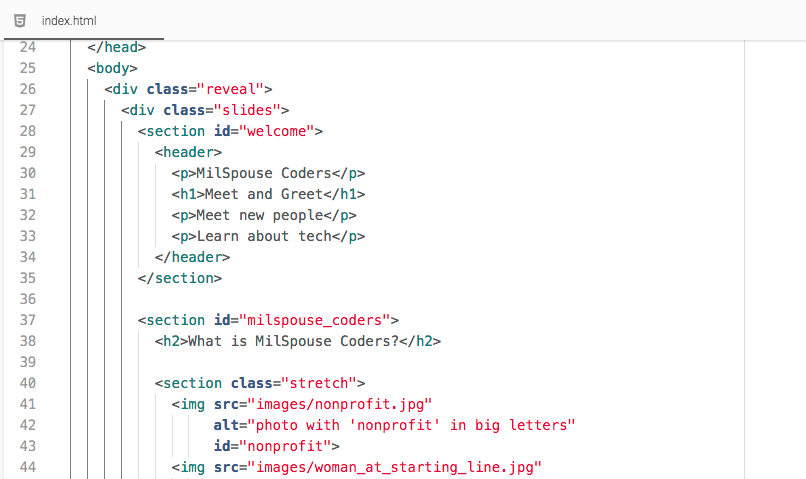 index.html
24 </head>
25 <body>
26 <div class="reveal">
27 <div class="slides">
28 <section id="welcome">
29 <header>
30 <p>MilSpouse Coders</p>
31 <h1>Meet and Greet</h1>
32 <p>Meet new people</p>
33 <p>Learn about tech</p>
34 </header>
35 </section>
36
37 <section id="milspouse_coders">
38 <h2>What is MilSpouse Coders?</h2>
39
40 <section class="stretch">
41 <img src="images/nonprofit.jpg"
42 alt="photo with 'nonprofit' in big letters"
43 id="nonprofit">
44 <img src="images/woman_at_starting_line.jpg"